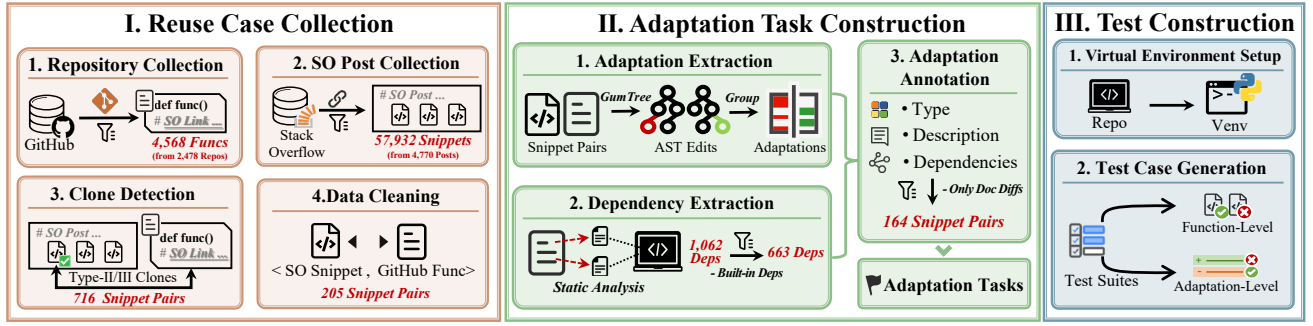 I. Reuse Case Collection
1. Repository Collection
GitHub
def func()
# SO Link ...
4,568 Funcs
(from 2,478 Repos)
2. SO Post Collection
Stack
Overflow
# SO Post ...
57,932 Snippets
(from 4,770 Posts)
3. Clone Detection
# SO Post ...
def func()
# SO Link ...
Type-II/III Clones
716 Snippet Pairs
4.Data Cleaning
< SO Snippet , GitHub Func>
205 Snippet Pairs
II. Adaptation Task Construction
1. Adaptation Extraction
Snippet Pairs
GumTree
AST Edits
Group
Adaptations
2. Dependency Extraction
Static Analysis
1,062
Deps
- Built-in Deps
663 Deps
3. Adaptation
Annotation
• Type
• Description
• Dependencies
- Only Doc Diffs
164 Snippet Pairs
Adaptation Tasks
III. Test Construction
1. Virtual Environment Setup
Repo
Venv
2. Test Case Generation
Test Suites
Function-Level
Adaptation-Level